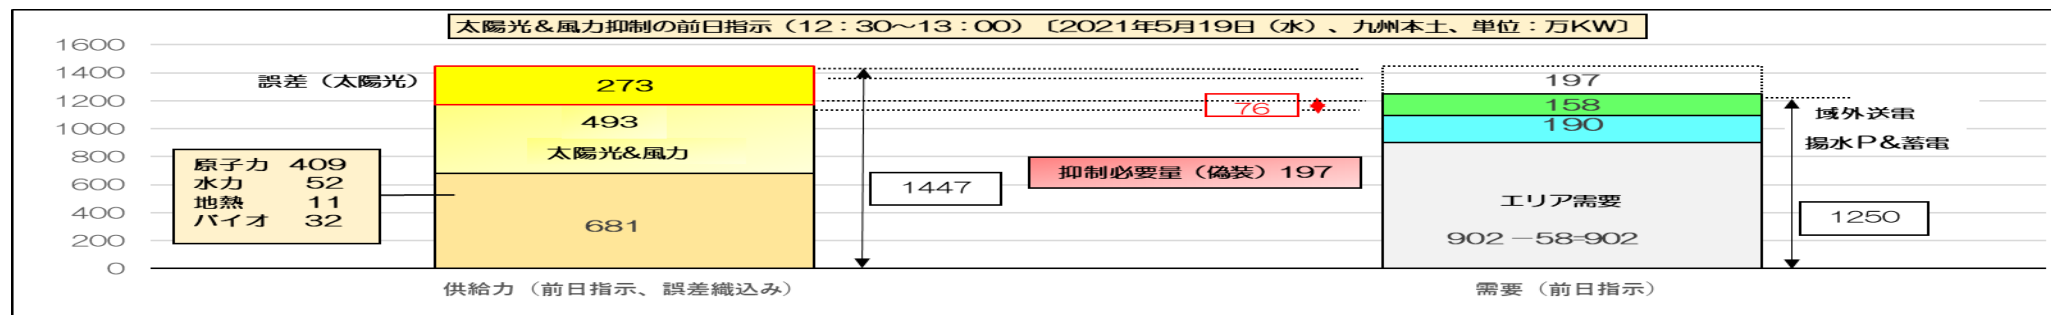 太陽光&風力抑制の前日指示（12：30～13：00）〔2021年5月19日（水）、九州本土、単位：万KW〕
1600
1400
1200
1000
800
600
400
200
0
誤差（太陽光）
273
493
太陽光&風力
681
原子力 409
水力 52
地熱 11
バイオ 32
1447
76
抑制必要量（偽装）197
197
158
190
エリア需要
902－58=902
域外送電
揚水P&蓄電
1250
供給力（前日指示、誤差織込み）
需要（前日指示）